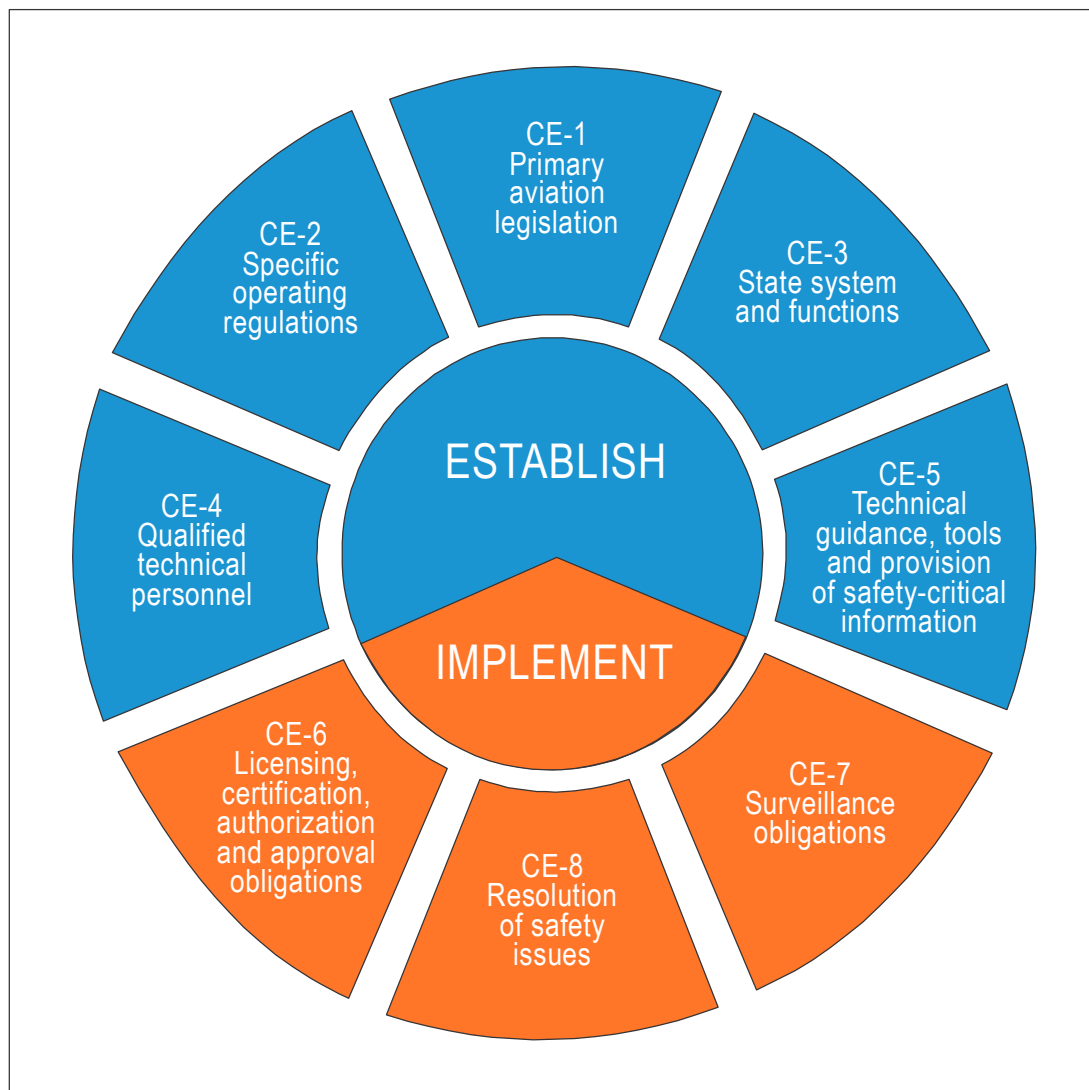 CE-1
Primary
aviation
legislation
CE-2
Specific
operating
regulations
CE-3
State system
and functions
ESTABLISH
CE-4
Qualified
technical
personnel
CE-5
Technical
guidance, tools
and provision
of safety-critical
information
IMPLEMENT
CE-6
Licensing,
certification,
authorization
and approval
obligations
CE-7
Surveillance
obligations
CE-8
Resolution
of safety
issues